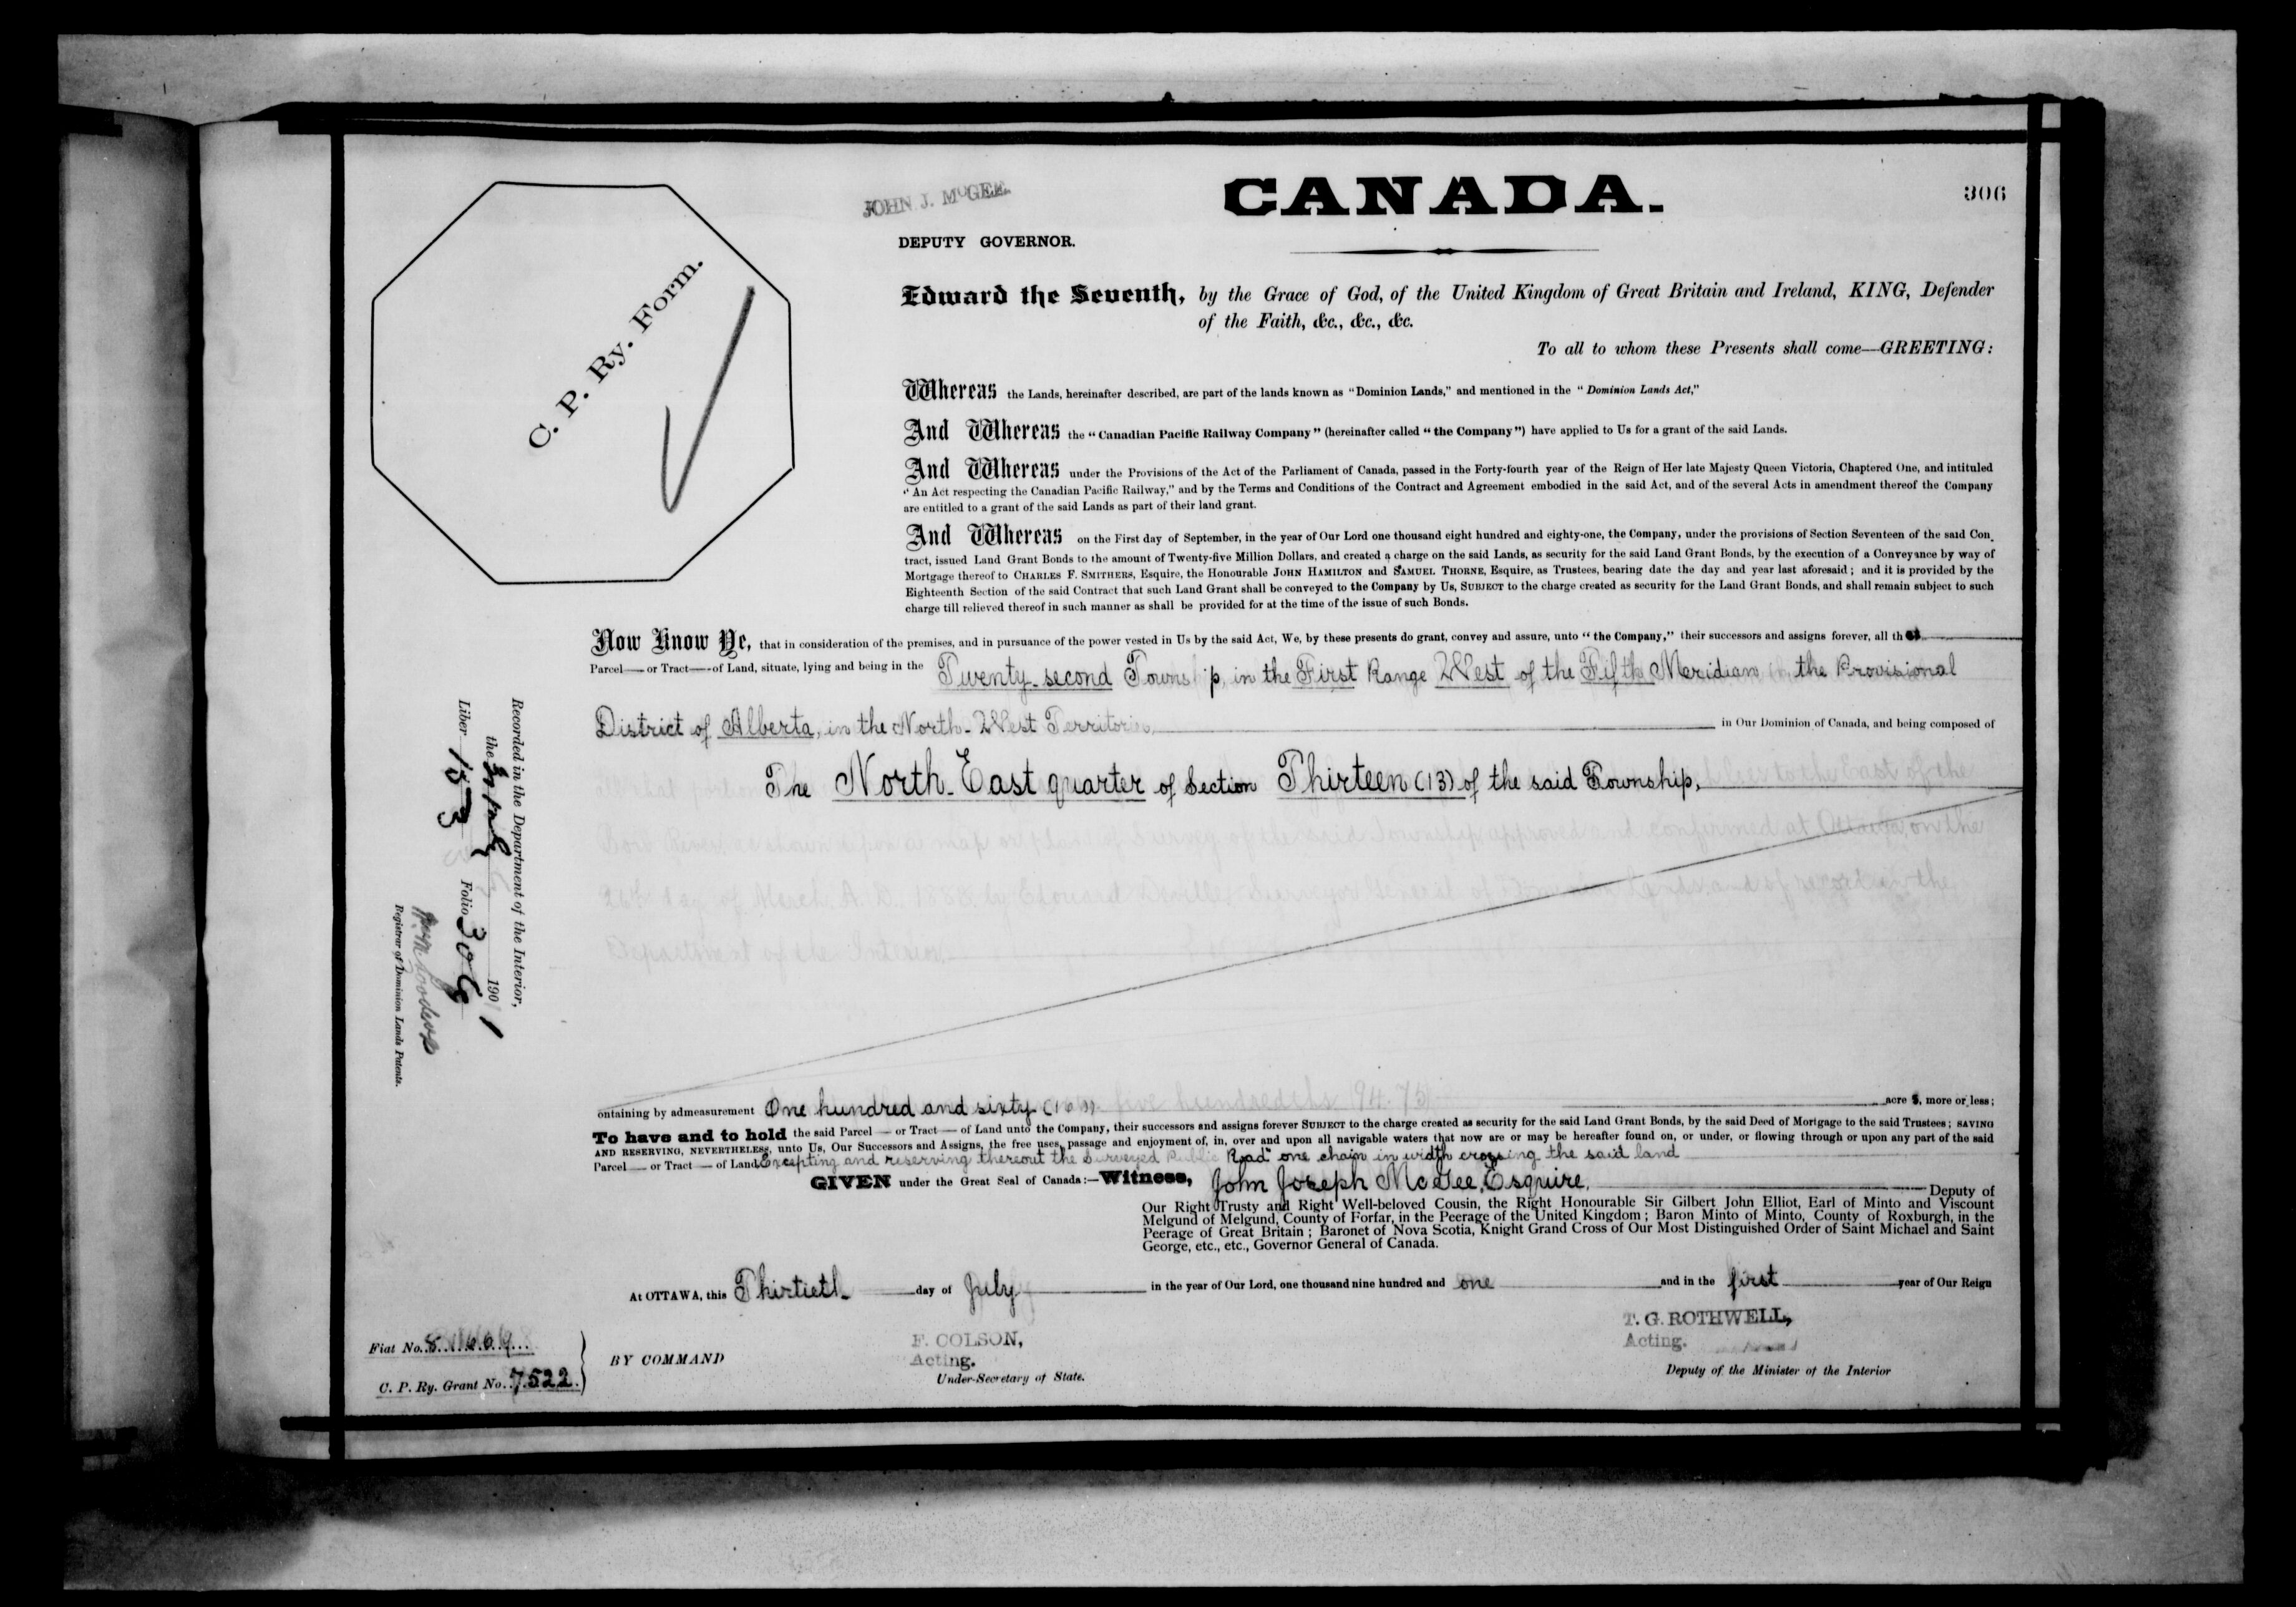 JOHN J. McGEE
CANADA.
306
DEPUTY GOVERNOR.
C. P. Ry. Form.
Edward the Seventh, by the Grace of God, of the United Kingdom of Great Britain and Ireland, KING, Defender
of the Faith, &c., &c., &c.
To all to whom these Presents shall come—GREETING:
Whereas the Lands, hereinafter described, are part of the lands known as "Dominion Lands," and mentioned in the "Dominion Lands Act,"
And Whereas the "Canadian Pacific Railway Company" (hereinafter called "the Company") have applied to Us for a grant of the said Lands.
And Whereas under the Provisions of the Act of the Parliament of Canada, passed in the Forty-fourth year of the Reign of Her late Majesty Queen Victoria, Chaptered One, and intituled
"An Act respecting the Canadian Pacific Railway," and by the Terms and Conditions of the Contract and Agreement embodied in the said Act, and of the several Acts in amendment thereof the Company
are entitled to a grant of the said Lands as part of their land grant.
And Whereas on the First day of September, in the year of Our Lord one thousand eight hundred and eighty-one, the Company, under the provisions of Section Seventeen of the said Con-
tract, issued Land Grant Bonds to the amount of Twenty-five Million Dollars, and created a charge on the said Lands, as security for the said Land Grant Bonds, by the execution of a Conveyance by way of
Mortgage thereof to CHARLES F. SMITHERS, Esquire, the Honourable JOHN HAMILTON and SAMUEL THORNE, Esquire, as Trustees, bearing date the day and year last aforesaid; and it is provided by the
Eighteenth Section of the said Contract that such Land Grant shall be conveyed to the Company by Us, SUBJECT to the charge created as security for the Land Grant Bonds, and shall remain subject to such
charge till relieved thereof in such manner as shall be provided for at the time of the issue of such Bonds.
Now Know Ye, that in consideration of the premises, and in pursuance of the power vested in Us by the said Act, We, by these presents do grant, convey and assure, unto "the Company," their successors and assigns forever, all that
Parcel — or Tract — of Land, situate, lying and being in the Twenty-second Township, in the First Range West of the Fifth Meridian in the Provisional
District of Alberta, in the North-West Territories, in Our Dominion of Canada, and being composed of
The North-East quarter of Section Thirteen (13) of the said Township,
ontaining by admeasurement One hundred and sixty (160) acres, more or less;
To have and to hold the said Parcel — or Tract — of Land unto the Company, their successors and assigns forever SUBJECT to the charge created as security for the said Land Grant Bonds, by the said Deed of Mortgage to the said Trustees; SAVING
AND RESERVING, NEVERTHELESS, unto Us, Our Successors and Assigns, the free uses, passage and enjoyment of, in, over and upon all navigable waters that now are or may be hereafter found on, or under, or flowing through or upon any part of the said
Parcel — or Tract — of Land Excepting and reserving thereout the Surveyed Public Road one chain in width crossing the said land
GIVEN under the Great Seal of Canada:—Witness, John Joseph McGee, Esquire, Deputy of
Our Right Trusty and Right Well-beloved Cousin, the Right Honourable Sir Gilbert John Elliot, Earl of Minto and Viscount
Melgund of Melgund, County of Forfar, in the Peerage of the United Kingdom; Baron Minto of Minto, County of Roxburgh, in the
Peerage of Great Britain; Baronet of Nova Scotia, Knight Grand Cross of Our Most Distinguished Order of Saint Michael and Saint
George, etc., etc., Governor General of Canada.
At OTTAWA, this Thirtieth day of July in the year of Our Lord, one thousand nine hundred and one and in the first year of Our Reign
T. G. ROTHWELL,
Acting.
Deputy of the Minister of the Interior
F. COLSON,
Acting.
BY COMMAND
Under-Secretary of State.
Fiat No.
C. P. Ry. Grant No. 7522.
Recorded in the Department of the Interior,
the 190 1
Liber 153 Folio 306
Registrar of Dominion Lands Patents.